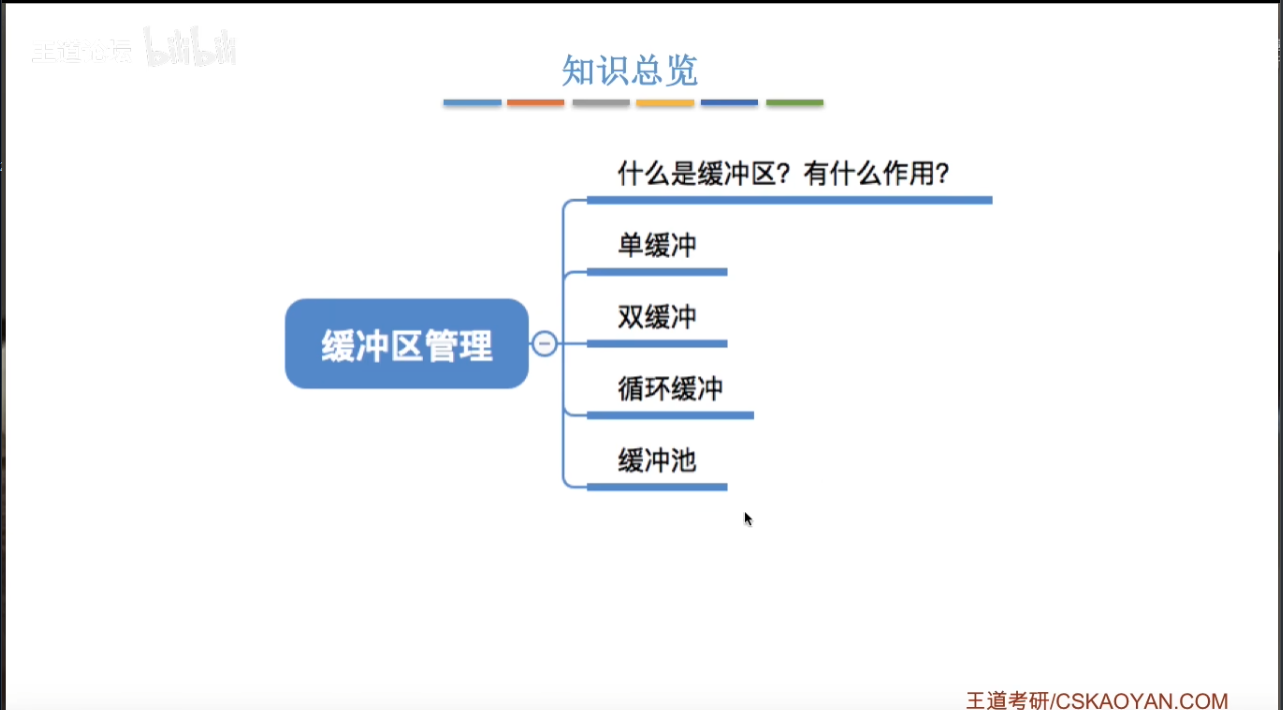 王道论坛 bilibili
知识总览
什么是缓冲区？有什么作用？
单缓冲
双缓冲
缓冲区管理
循环缓冲
缓冲池
王道考研/CSKAOYAN.COM